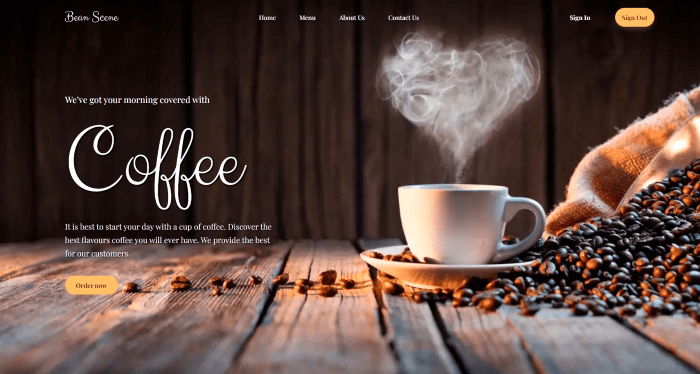 Bean Scene
Home
Menu
About Us
Contact Us
Sign In
Sign Out
We've got your morning covered with
Coffee
It is best to start your day with a cup of coffee. Discover the
best flavours coffee you will ever have. We provide the best
for our customers.
Order now